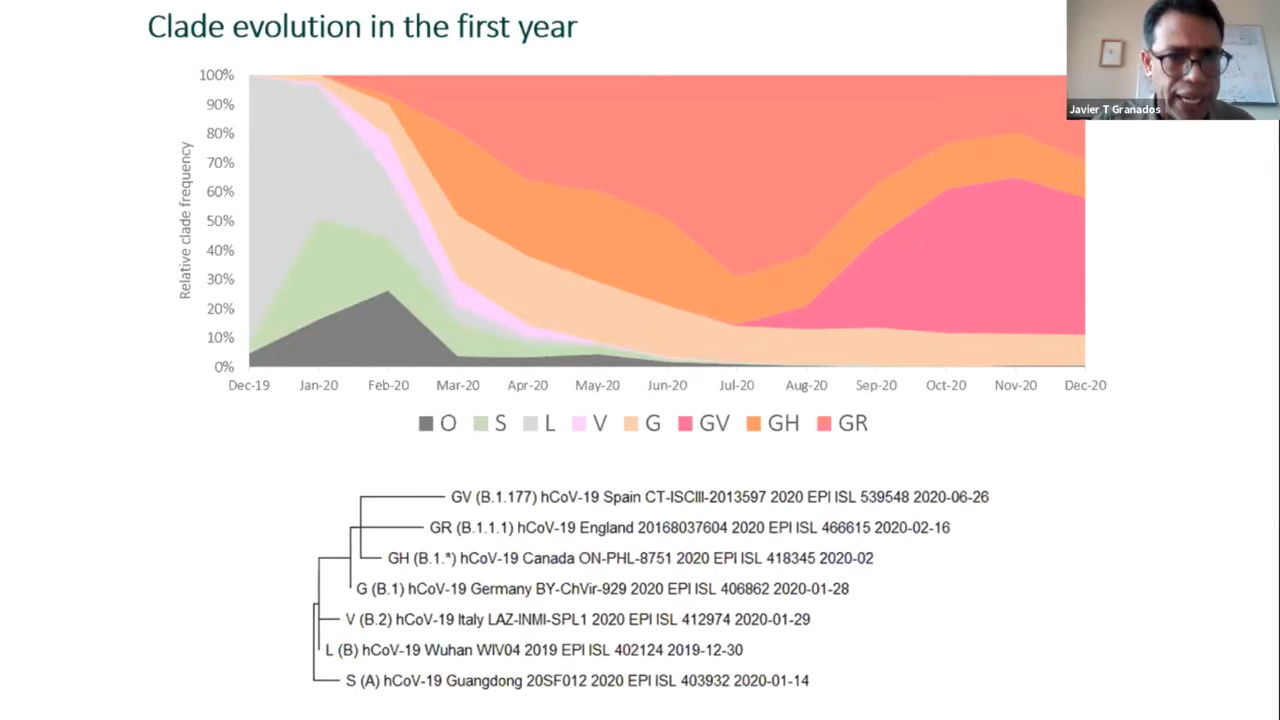 Clade evolution in the first year
Javier T Granados
Relative clade frequency
100%
90%
80%
70%
60%
50%
40%
30%
20%
10%
0%
Dec-19 Jan-20 Feb-20 Mar-20 Apr-20 May-20 Jun-20 Jul-20 Aug-20 Sep-20 Oct-20 Nov-20 Dec-20
O S L V G GV GH GR
GV (B.1.177) hCoV-19 Spain CT-ISCIII-2013597 2020 EPI ISL 539548 2020-06-26
GR (B.1.1.1) hCoV-19 England 20168037604 2020 EPI ISL 466615 2020-02-16
GH (B.1.*) hCoV-19 Canada ON-PHL-8751 2020 EPI ISL 418345 2020-02
G (B.1) hCoV-19 Germany BY-ChVir-929 2020 EPI ISL 406862 2020-01-28
V (B.2) hCoV-19 Italy LAZ-INMI-SPL1 2020 EPI ISL 412974 2020-01-29
L (B) hCoV-19 Wuhan WIV04 2019 EPI ISL 402124 2019-12-30
S (A) hCoV-19 Guangdong 20SF012 2020 EPI ISL 403932 2020-01-14